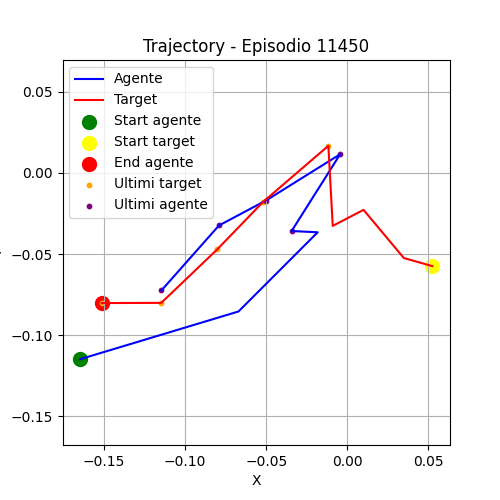 Trajectory - Episodio 11450
Agente
Target
Start agente
Start target
End agente
Ultimi target
Ultimi agente
0.05
0.00
−0.05
−0.10
−0.15
−0.15
−0.10
−0.05
0.00
0.05
X